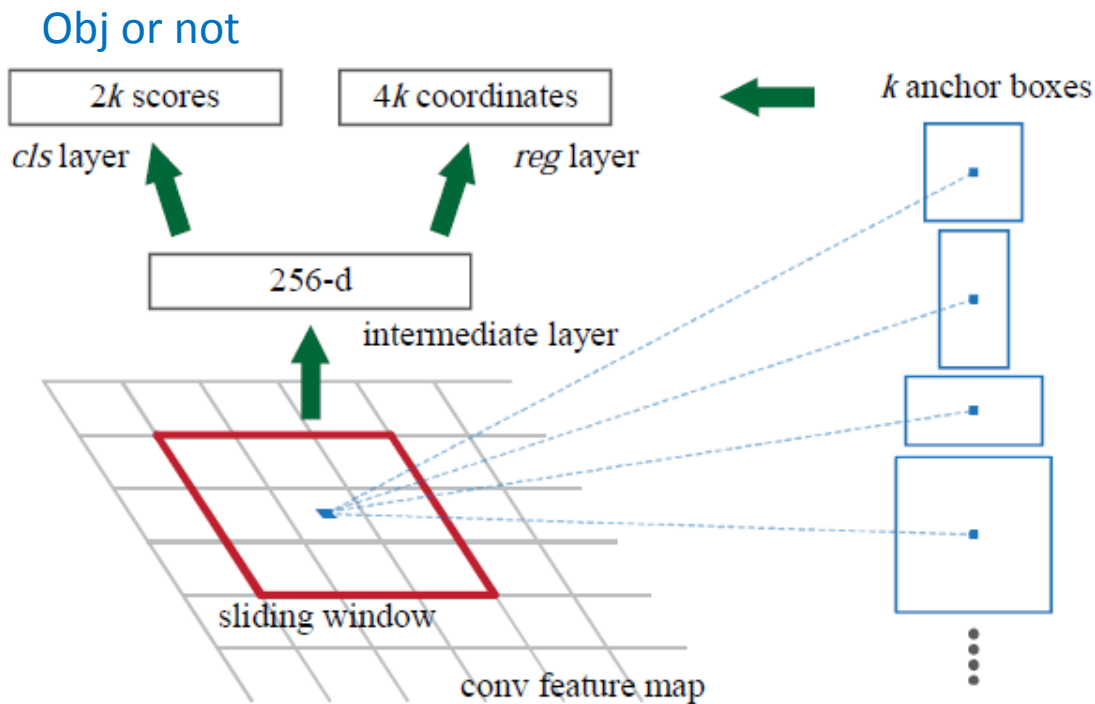 Obj or not
2k scores
4k coordinates
k anchor boxes
cls layer
reg layer
256-d
intermediate layer
sliding window
conv feature map